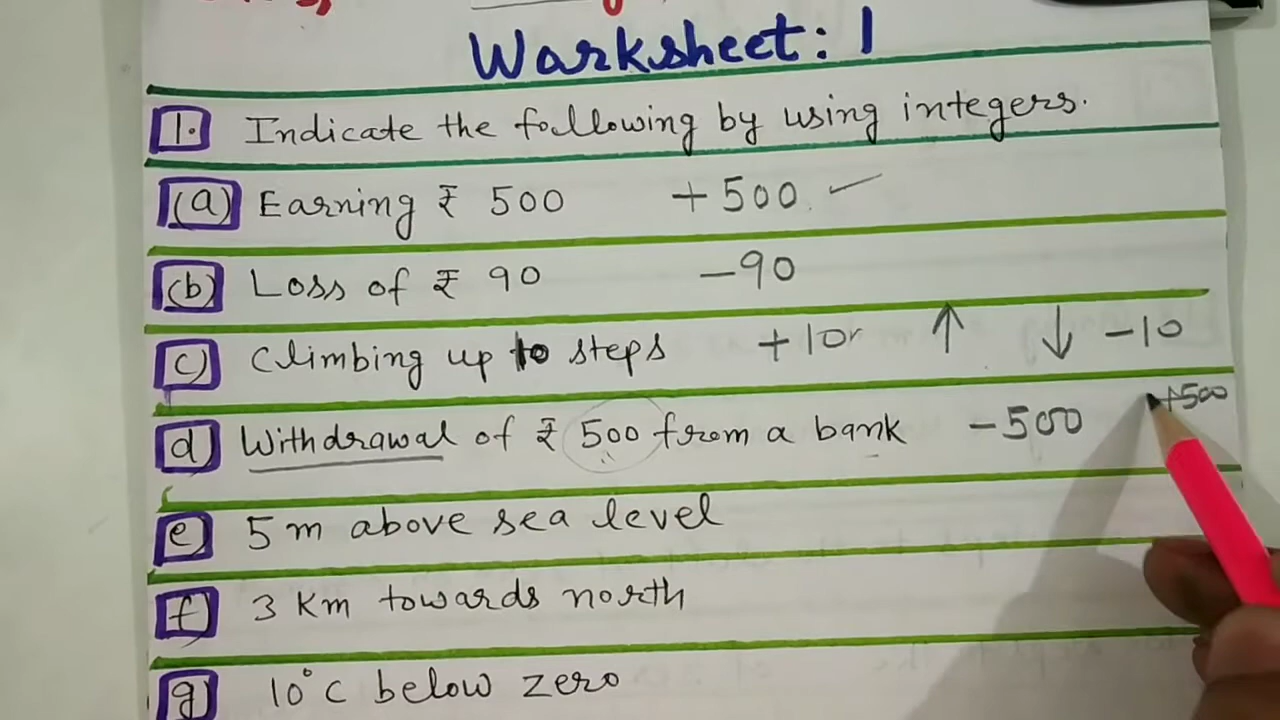 Warksheet: 1
1. Indicate the following by using integers.
(a) Earning ₹ 500 +500
(b) Loss of ₹ 90 -90
(c) Climbing up 10 steps +10 ↑ ↓ -10
(d) Withdrawal of ₹ 500 from a bank -500 +500
(e) 5 m above sea level
(f) 3 Km towards north
(g) 10°C below zero